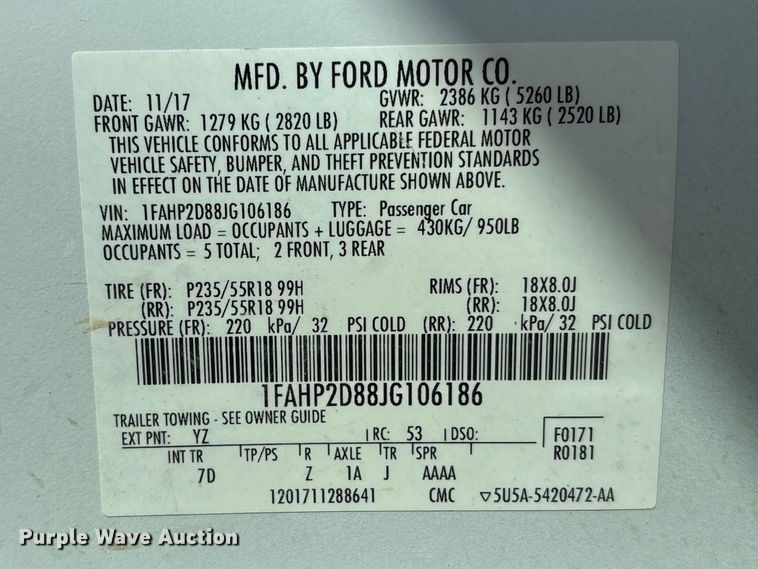 MFD. BY FORD MOTOR CO.
DATE: 11/17 GVWR: 2386 KG ( 5260 LB)
FRONT GAWR: 1279 KG ( 2820 LB) REAR GAWR: 1143 KG ( 2520 LB)
THIS VEHICLE CONFORMS TO ALL APPLICABLE FEDERAL MOTOR
VEHICLE SAFETY, BUMPER, AND THEFT PREVENTION STANDARDS
IN EFFECT ON THE DATE OF MANUFACTURE SHOWN ABOVE.
VIN: 1FAHP2D88JG106186 TYPE: Passenger Car
MAXIMUM LOAD = OCCUPANTS + LUGGAGE = 430KG/ 950LB
OCCUPANTS = 5 TOTAL; 2 FRONT, 3 REAR
TIRE (FR): P235/55R18 99H RIMS (FR): 18X8.0J
(RR): P235/55R18 99H (RR): 18X8.0J
PRESSURE (FR): 220 kPa/ 32 PSI COLD (RR): 220 kPa/ 32 PSI COLD
1FAHP2D88JG106186
TRAILER TOWING - SEE OWNER GUIDE
EXT PNT: YZ RC: 53 DSO: F0171
INT TR TP/PS R AXLE TR SPR R0181
7D Z 1A J AAAA
1201711288641 CMC ▽5U5A-5420472-AA
Purple Wave Auction